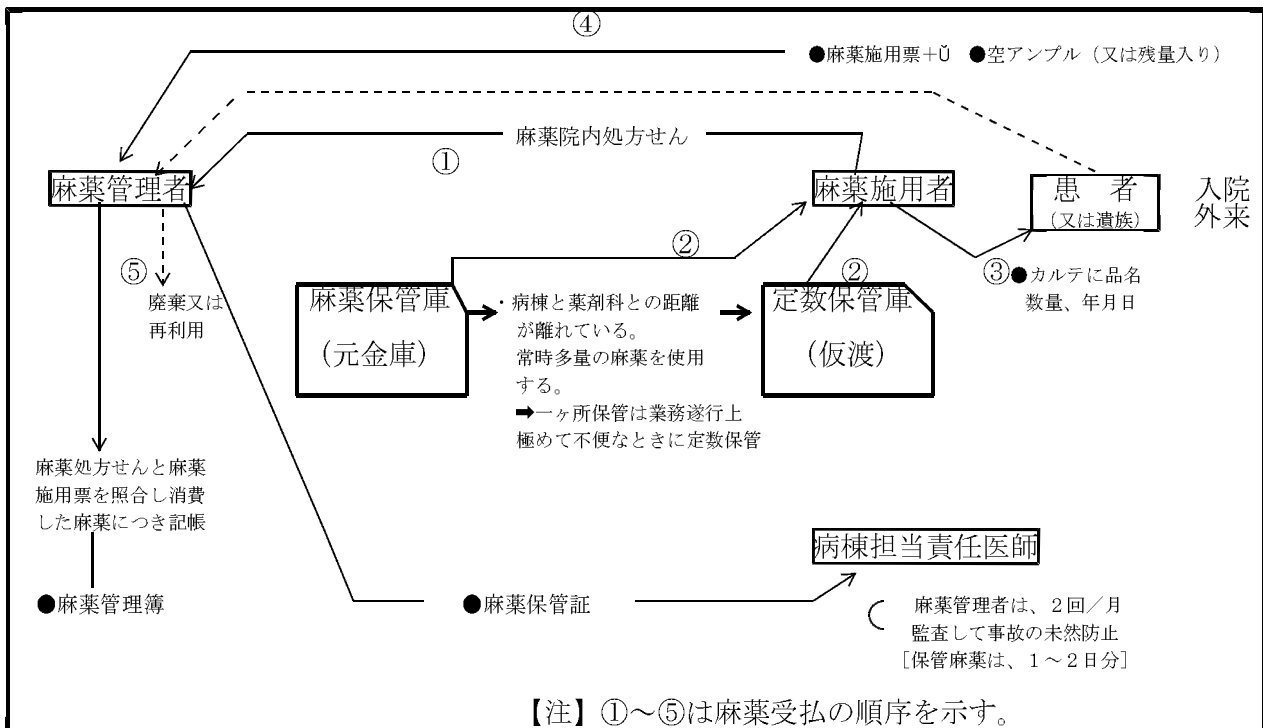 ④
●麻薬施用票+Ŭ ●空アンプル（又は残量入り）
麻薬院内処方せん
①
麻薬管理者
麻薬施用者
患　者
（又は遺族）
入院
外来
②
②
③●カルテに品名
数量、年月日
⑤
廃棄又は
再利用
麻薬保管庫
（元金庫）
・病棟と薬剤科との距離
が離れている。
常時多量の麻薬を使用
する。
➡一ヶ所保管は業務遂行上
極めて不便なときに定数保管
定数保管庫
（仮渡）
麻薬処方せんと麻薬
施用票を照合し消費
した麻薬につき記帳
●麻薬管理簿
●麻薬保管証
病棟担当責任医師
麻薬管理者は、２回／月
監査して事故の未然防止
［保管麻薬は、１～２日分］
【注】①～⑤は麻薬受払の順序を示す。